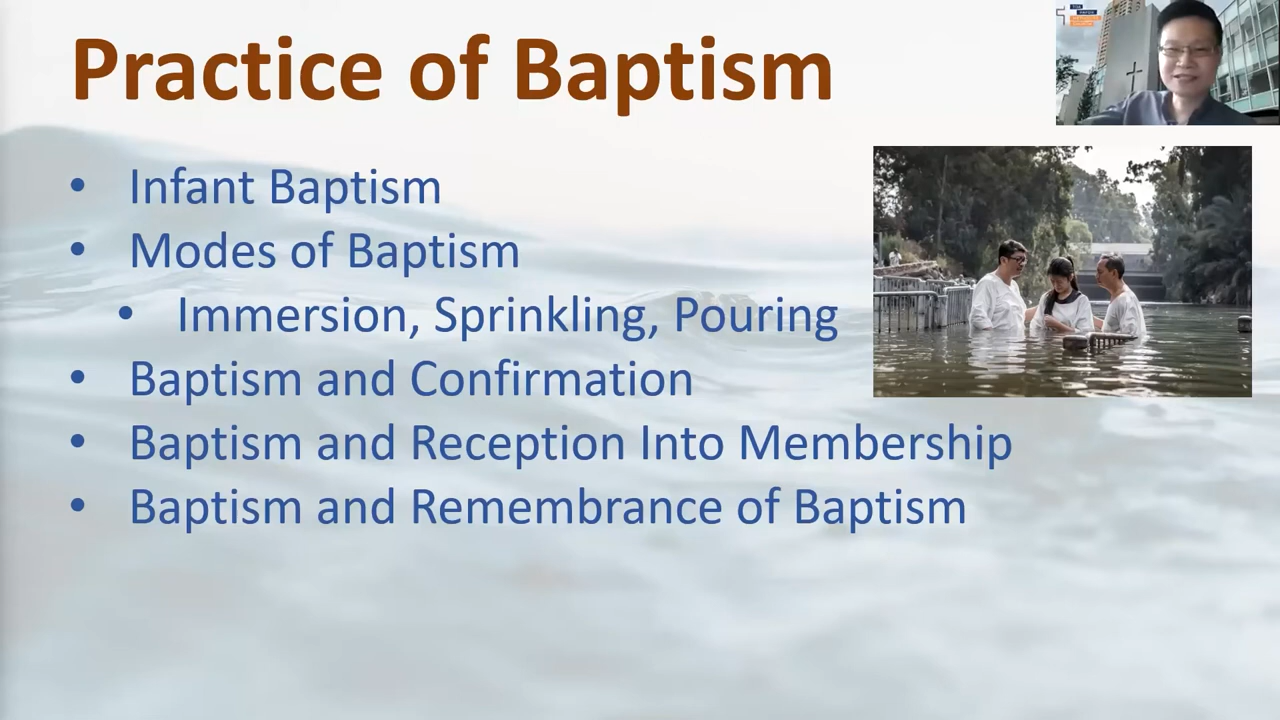 Practice of Baptism
• Infant Baptism
• Modes of Baptism
• Immersion, Sprinkling, Pouring
• Baptism and Confirmation
• Baptism and Reception Into Membership
• Baptism and Remembrance of Baptism